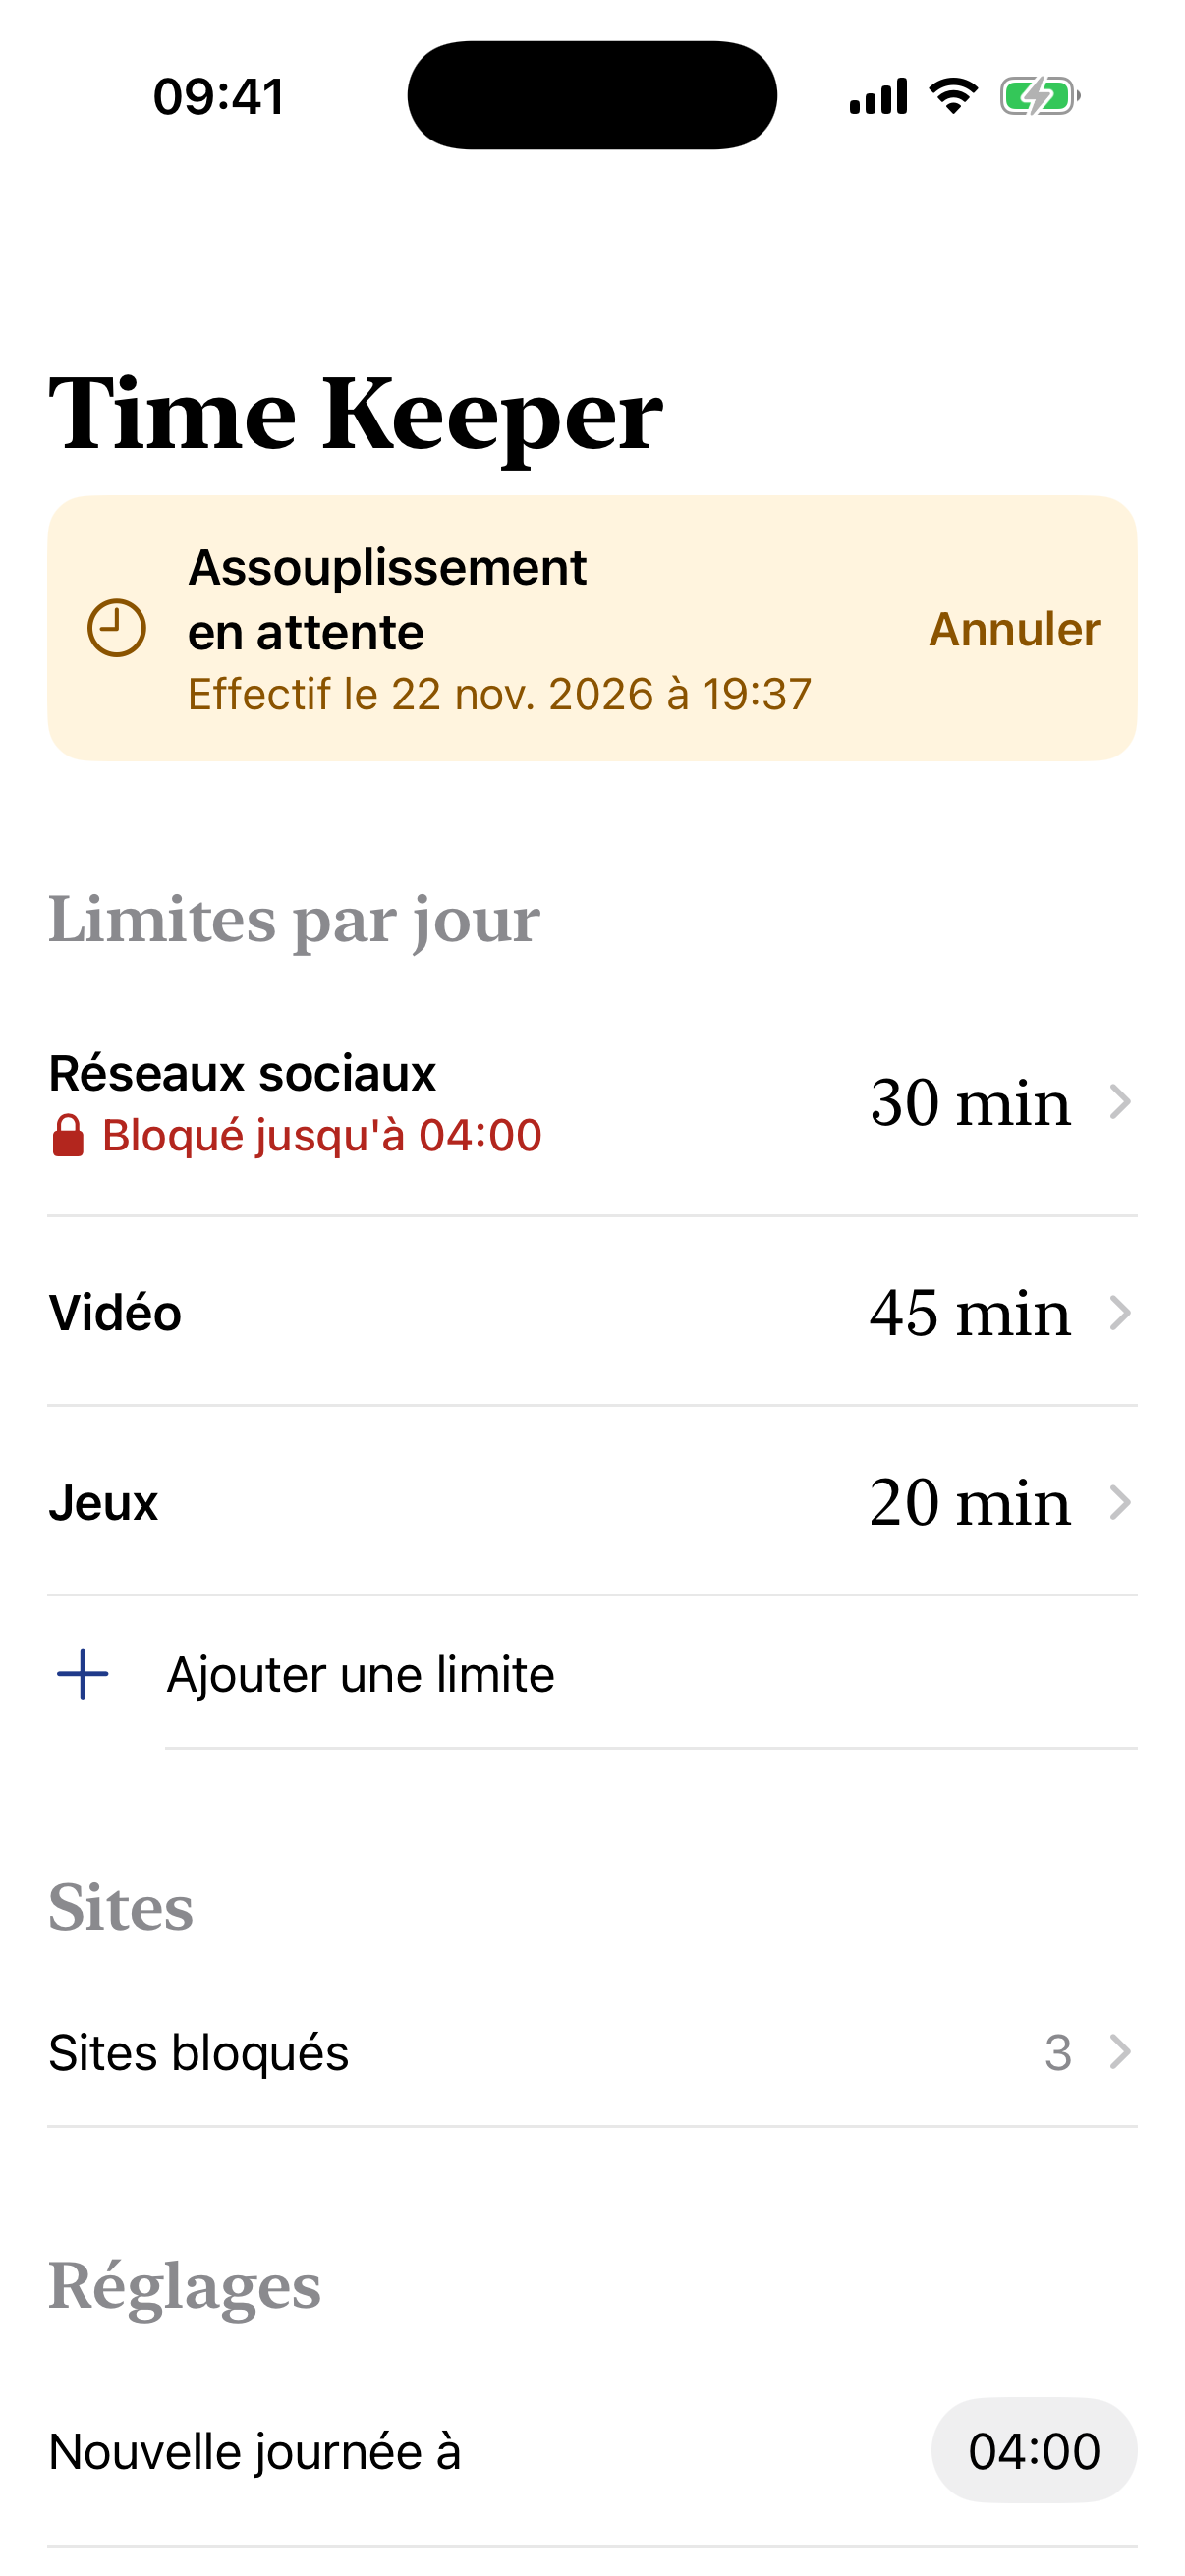 09:41
Time Keeper
Assouplissement
en attente
Effectif le 22 nov. 2026 à 19:37
Annuler
Limites par jour
Réseaux sociaux
Bloqué jusqu'à 04:00
30 min
Vidéo
45 min
Jeux
20 min
Ajouter une limite
Sites
Sites bloqués
3
Réglages
Nouvelle journée à
04:00